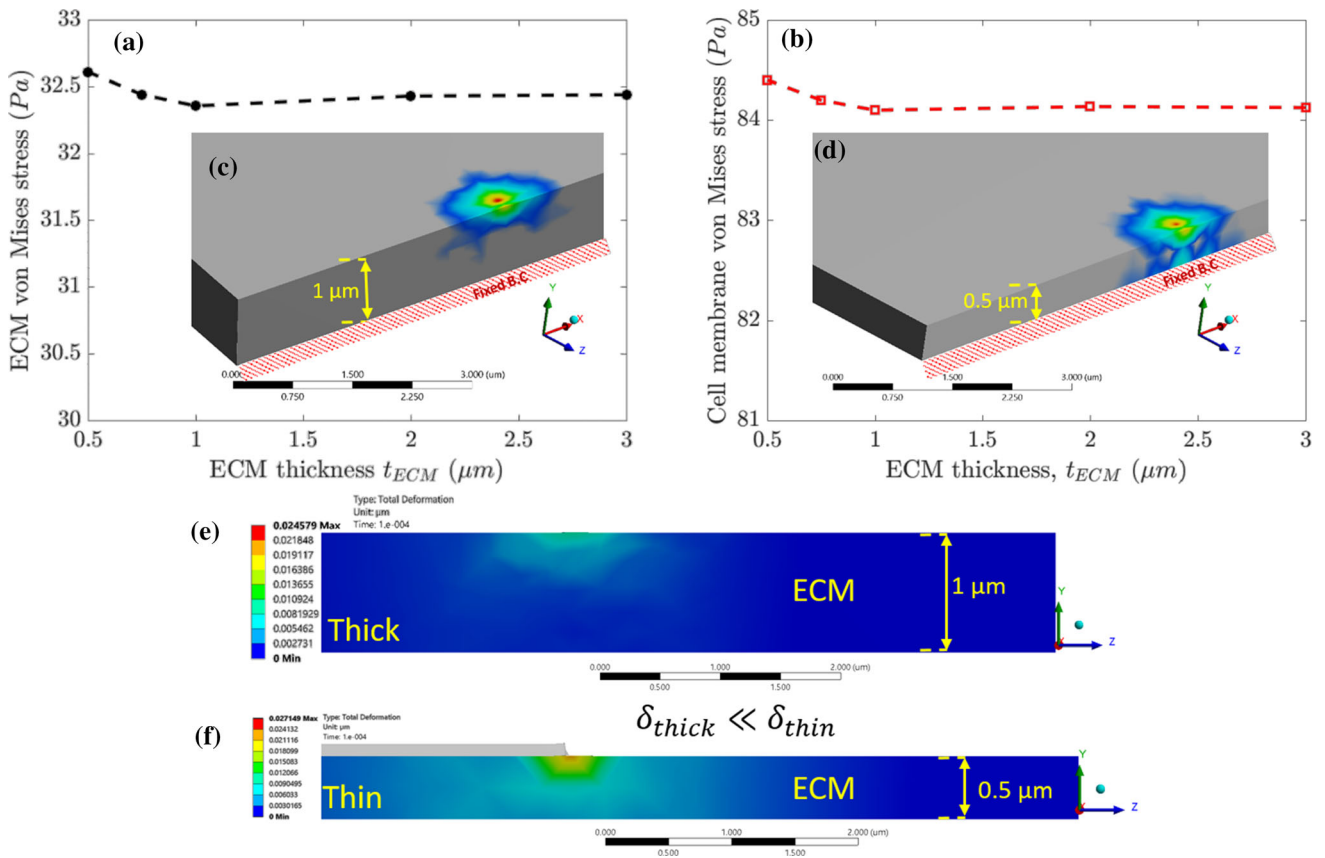 (a)
ECM von Mises stress (Pa)
33
32.5
32
31.5
31
30.5
30
0.5
1
1.5
2
2.5
3
ECM thickness t_ECM (μm)
(c)
1 μm
Fixed B.C
Y
X
Z
0.000
1.500
3.000 (um)
0.750
2.250
(b)
Cell membrane von Mises stress (Pa)
85
84
83
82
81
0.5
1
1.5
2
2.5
3
ECM thickness, t_ECM (μm)
(d)
0.5 μm
Fixed B.C
Y
X
Z
0.000
1.500
3.000 (um)
0.750
2.250
(e)
Type: Total Deformation
Unit: μm
Time: 1.e-004
0.024579 Max
0.021848
0.019117
0.016386
0.013655
0.010924
0.0081929
0.005462
0.002731
0 Min
Thick
ECM
1 μm
Y
X
Z
0.000
1.000
2.000 (um)
0.500
1.500
δ_thick ≪ δ_thin
(f)
Type: Total Deformation
Unit: μm
Time: 1.e-004
0.027149 Max
0.024132
0.021116
0.018099
0.015083
0.012066
0.0090495
0.006033
0.0030165
0 Min
Thin
ECM
0.5 μm
Y
X
Z
0.000
1.000
2.000 (um)
0.500
1.500